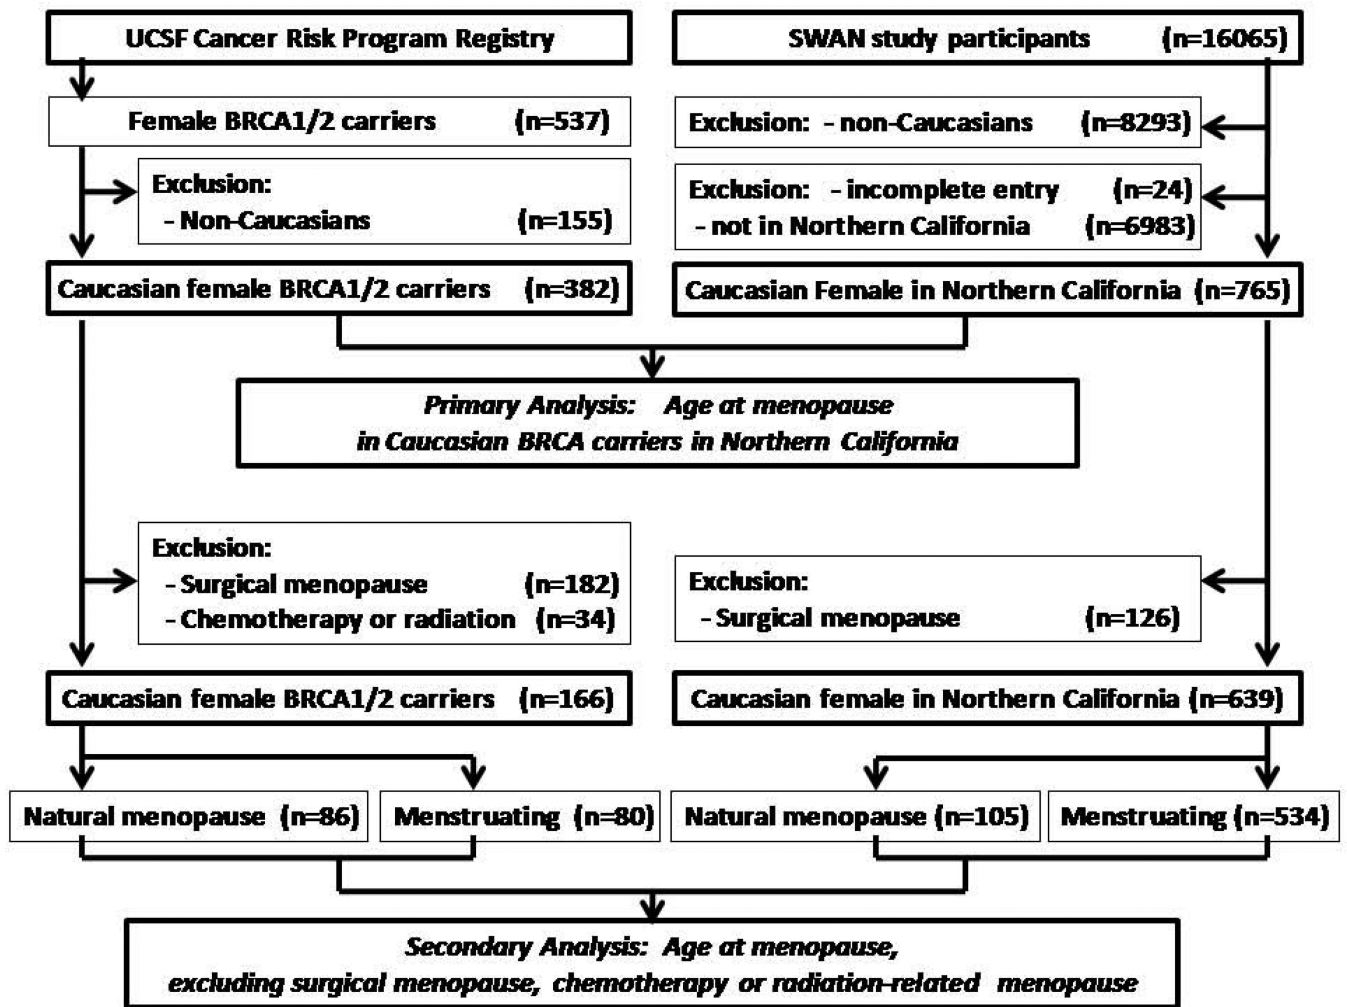 UCSF Cancer Risk Program Registry
Female BRCA1/2 carriers (n=537)
Exclusion:
- Non-Caucasians (n=155)
Caucasian female BRCA1/2 carriers (n=382)
SWAN study participants (n=16065)
Exclusion: - non-Caucasians (n=8293)
Exclusion: - incomplete entry (n=24)
- not in Northern California (n=6983)
Caucasian Female in Northern California (n=765)
Primary Analysis: Age at menopause
in Caucasian BRCA carriers in Northern California
Exclusion:
- Surgical menopause (n=182)
- Chemotherapy or radiation (n=34)
Caucasian female BRCA1/2 carriers (n=166)
Exclusion:
- Surgical menopause (n=126)
Caucasian female in Northern California (n=639)
Natural menopause (n=86)
Menstruating (n=80)
Natural menopause (n=105)
Menstruating (n=534)
Secondary Analysis: Age at menopause,
excluding surgical menopause, chemotherapy or radiation-related menopause